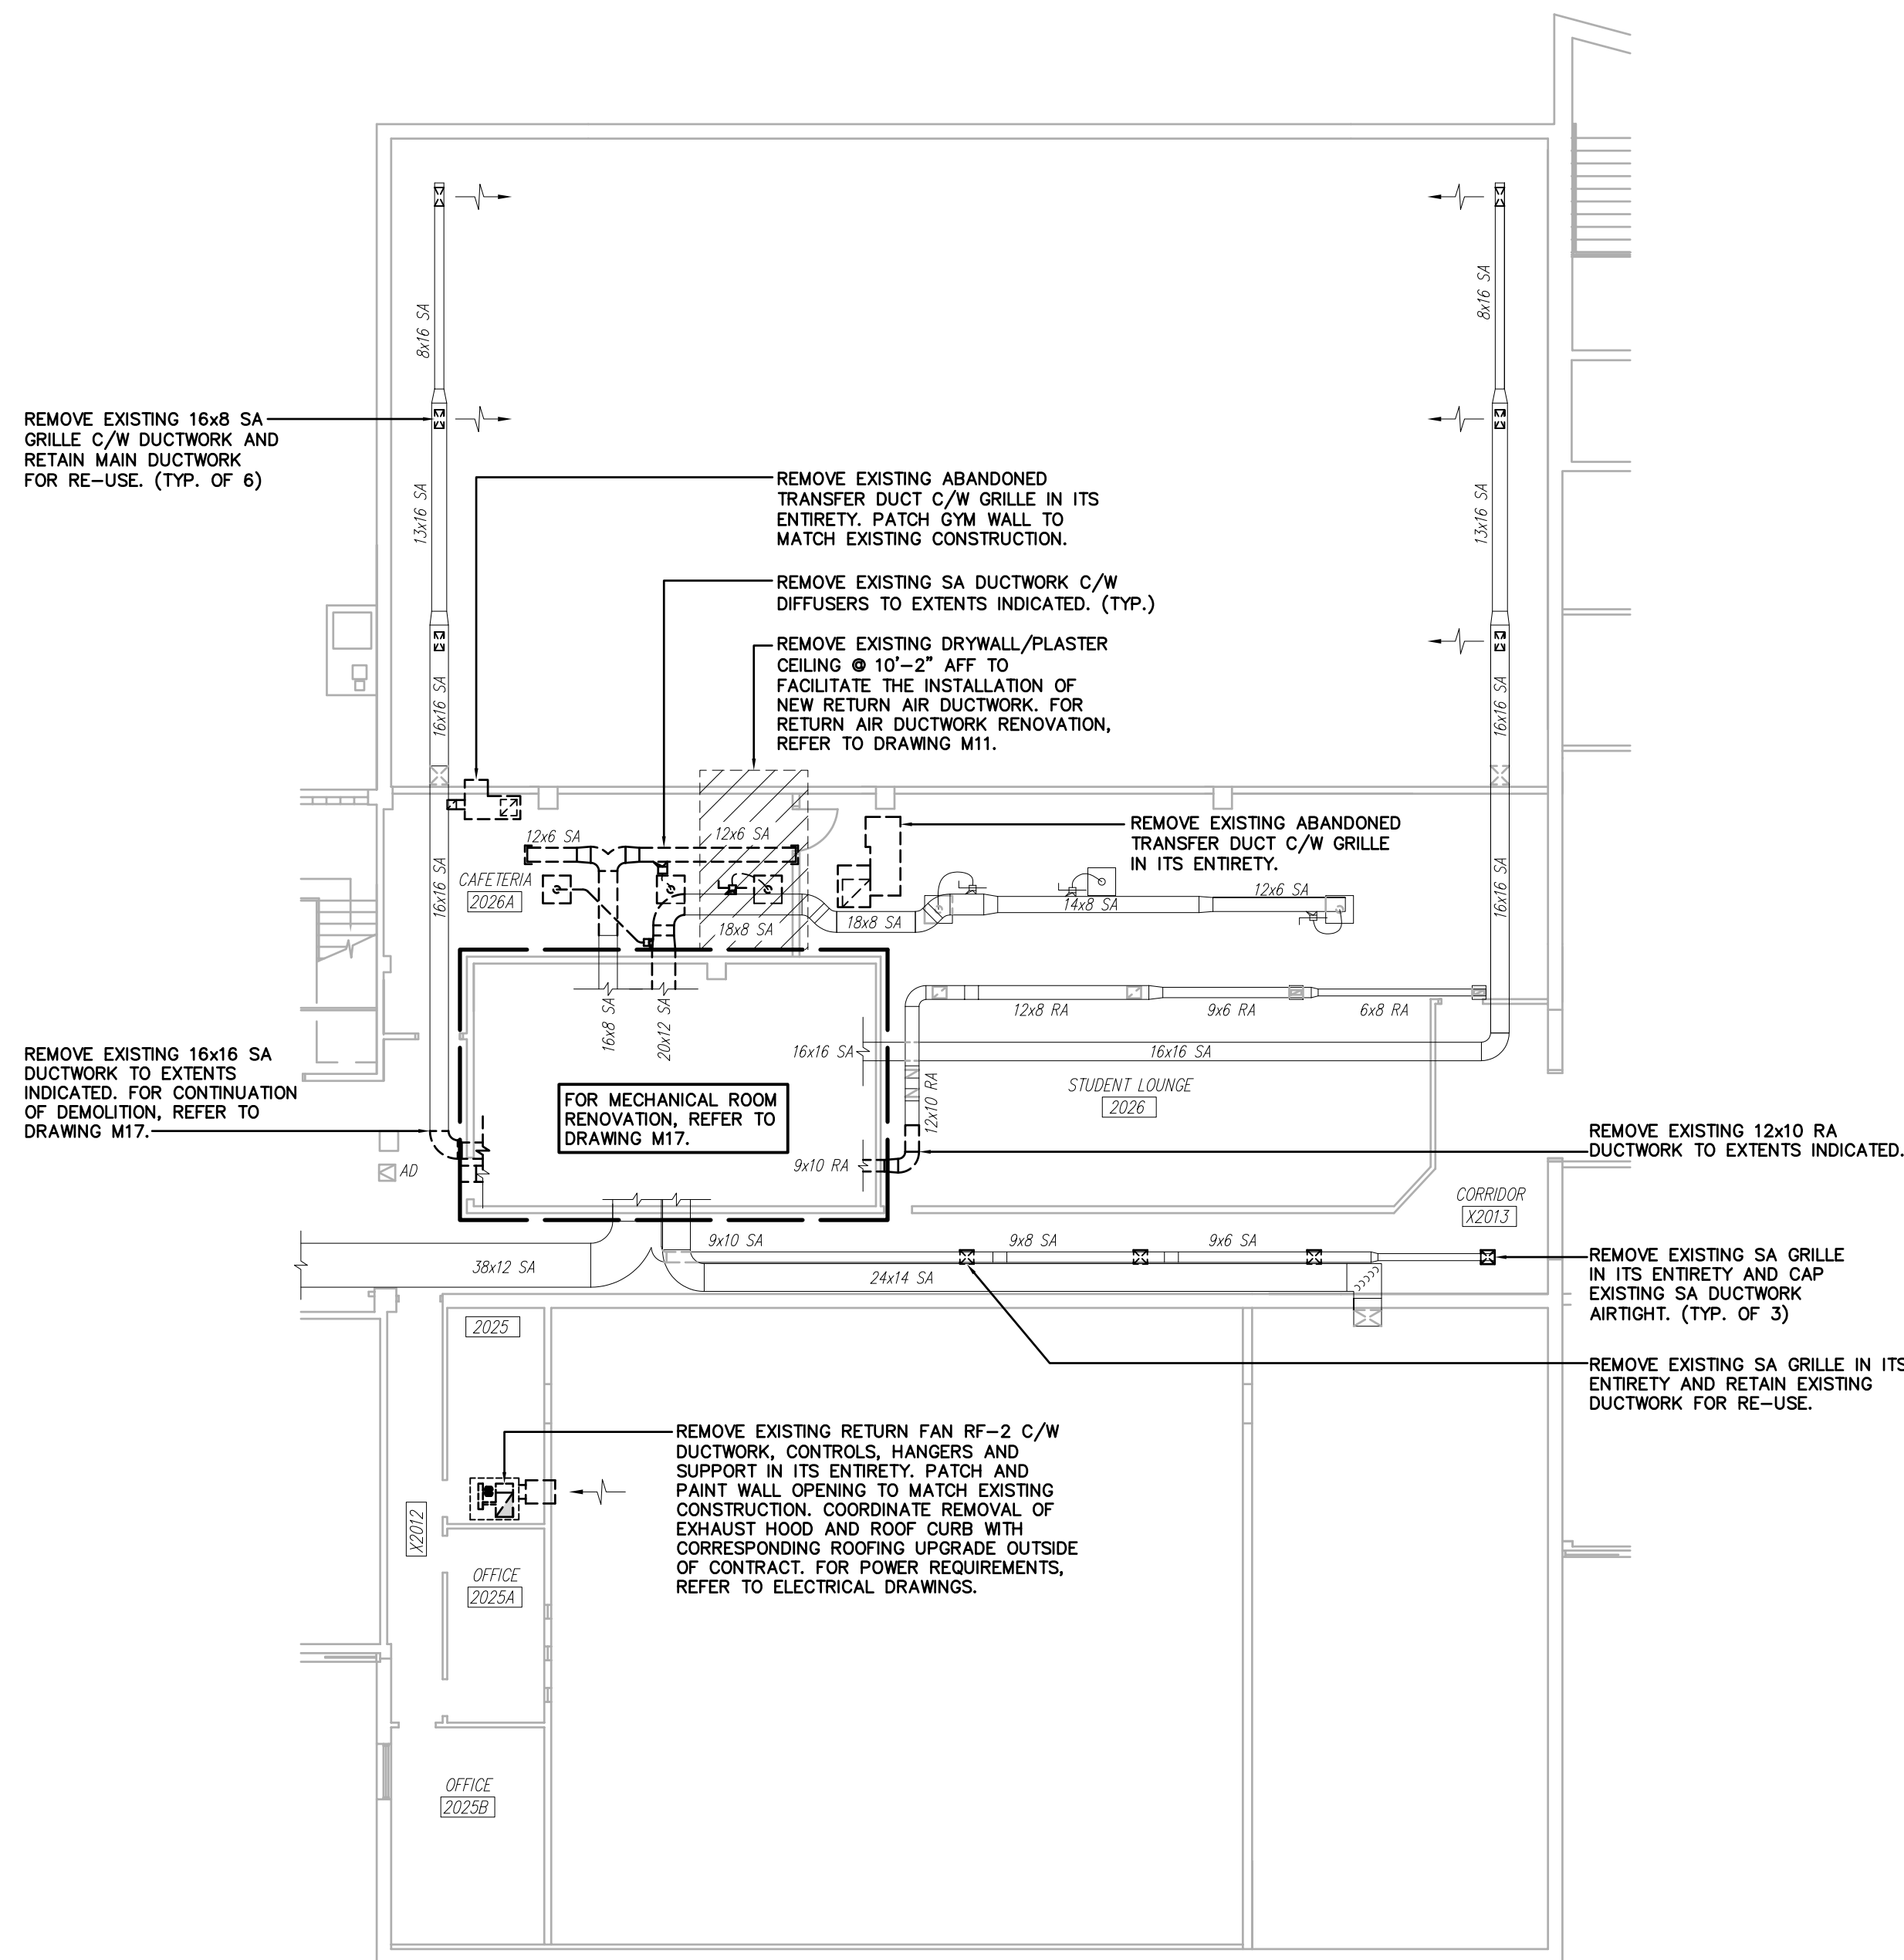 8x16 SA
8x16 SA
REMOVE EXISTING 16x8 SA
GRILLE C/W DUCTWORK AND
RETAIN MAIN DUCTWORK
FOR RE-USE. (TYP. OF 6)
13x16 SA
13x16 SA
REMOVE EXISTING ABANDONED
TRANSFER DUCT C/W GRILLE IN ITS
ENTIRETY. PATCH GYM WALL TO
MATCH EXISTING CONSTRUCTION.
REMOVE EXISTING SA DUCTWORK C/W
DIFFUSERS TO EXTENTS INDICATED. (TYP.)
REMOVE EXISTING DRYWALL/PLASTER
CEILING @ 10'-2" AFF TO
FACILITATE THE INSTALLATION OF
NEW RETURN AIR DUCTWORK. FOR
RETURN AIR DUCTWORK RENOVATION,
REFER TO DRAWING M11.
16x16 SA
16x16 SA
12x6 SA
12x6 SA
REMOVE EXISTING ABANDONED
TRANSFER DUCT C/W GRILLE
IN ITS ENTIRETY.
CAFETERIA
2026A
16x16 SA
12x6 SA
14x8 SA
18x8 SA
18x8 SA
16x16 SA
16x8 SA
20x12 SA
12x8 RA
9x6 RA
6x8 RA
16x16 SA
16x16 SA
REMOVE EXISTING 16x16 SA
DUCTWORK TO EXTENTS
INDICATED. FOR CONTINUATION
OF DEMOLITION, REFER TO
DRAWING M17.
FOR MECHANICAL ROOM
RENOVATION, REFER TO
DRAWING M17.
12x10 RA
STUDENT LOUNGE
2026
AD
9x10 RA
REMOVE EXISTING 12x10 RA
DUCTWORK TO EXTENTS INDICATED.
CORRIDOR
X2013
9x10 SA
9x8 SA
9x6 SA
38x12 SA
24x14 SA
REMOVE EXISTING SA GRILLE
IN ITS ENTIRETY AND CAP
EXISTING SA DUCTWORK
AIRTIGHT. (TYP. OF 3)
2025
REMOVE EXISTING SA GRILLE IN ITS
ENTIRETY AND RETAIN EXISTING
DUCTWORK FOR RE-USE.
REMOVE EXISTING RETURN FAN RF-2 C/W
DUCTWORK, CONTROLS, HANGERS AND
SUPPORT IN ITS ENTIRETY. PATCH AND
PAINT WALL OPENING TO MATCH EXISTING
CONSTRUCTION. COORDINATE REMOVAL OF
EXHAUST HOOD AND ROOF CURB WITH
CORRESPONDING ROOFING UPGRADE OUTSIDE
OF CONTRACT. FOR POWER REQUIREMENTS,
REFER TO ELECTRICAL DRAWINGS.
X2012
OFFICE
2025A
OFFICE
2025B